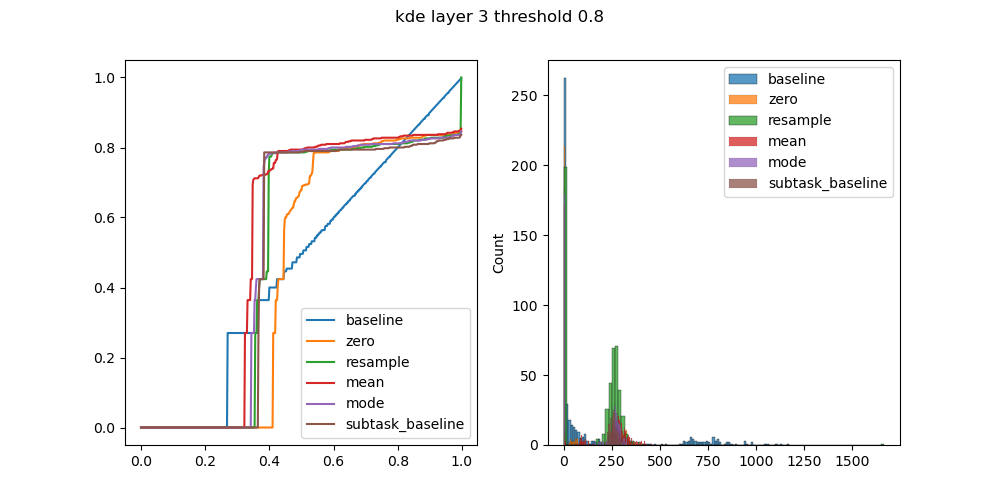 kde layer 3 threshold 0.8
1.0
0.8
0.6
0.4
0.2
0.0
0.0 0.2 0.4 0.6 0.8 1.0
baseline
zero
resample
mean
mode
subtask_baseline
Count
250
200
150
100
50
0
0 250 500 750 1000 1250 1500
baseline
zero
resample
mean
mode
subtask_baseline